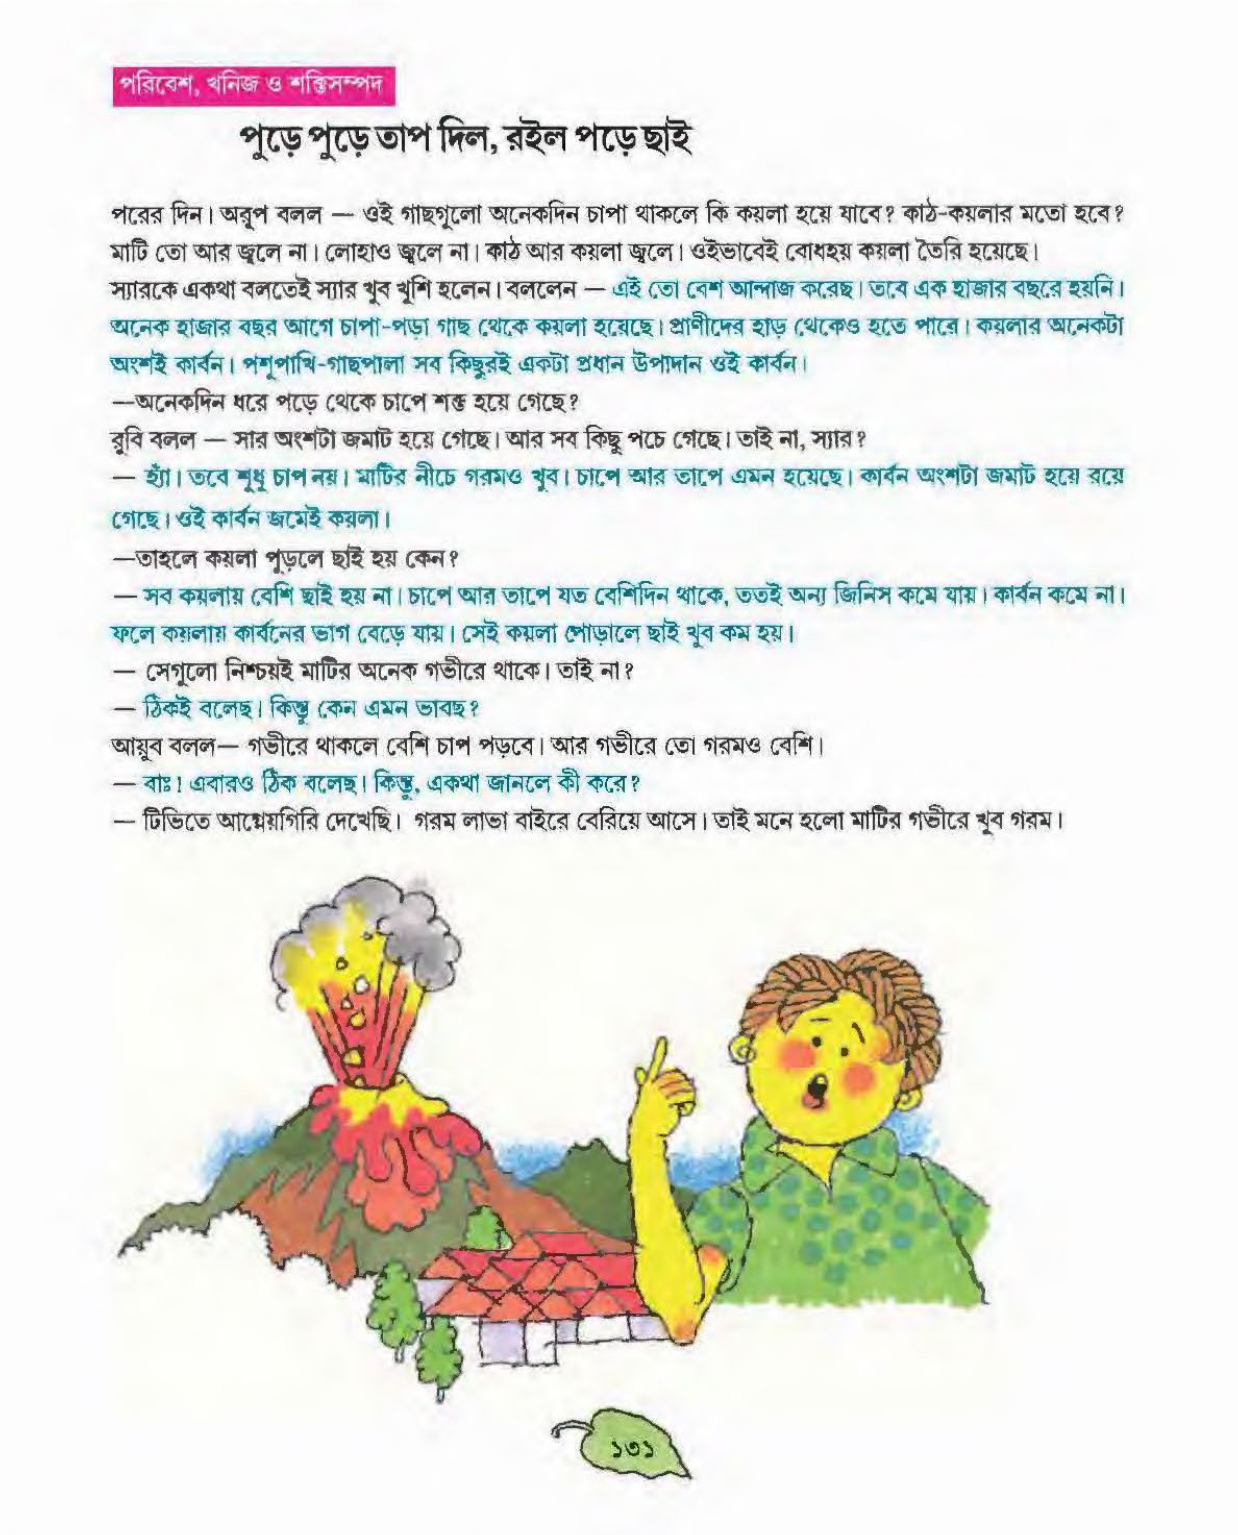 পরিবেশ, খনিজ ও শক্তিসম্পদ
পুড়ে পুড়ে তাপ দিল, রইল পড়ে ছাই
পরের দিন। অরূপ বলল — ওই গাছগুলো অনেকদিন চাপা থাকলে কি কয়লা হয়ে যাবে? কাঠ-কয়লার মতো হবে?
মাটি তো আর জ্বলে না। লোহাও জ্বলে না। কাঠ আর কয়লা জ্বলে। ওইভাবেই বোধহয় কয়লা তৈরি হয়েছে।
স্যারকে একথা বলতেই স্যার খুব খুশি হলেন। বললেন — এই তো বেশ আন্দাজ করেছ। তবে এক হাজার বছরে হয়নি।
অনেক হাজার বছর আগে চাপা-পড়া গাছ থেকে কয়লা হয়েছে। প্রাণীদের হাড় থেকেও হতে পারে। কয়লার অনেকটা
অংশই কার্বন। পশুপাখি-গাছপালা সব কিছুরই একটা প্রধান উপাদান ওই কার্বন।
—অনেকদিন ধরে পড়ে থেকে চাপে শক্ত হয়ে গেছে?
রুবি বলল — সার অংশটা জমাট হয়ে গেছে। আর সব কিছু পচে গেছে। তাই না, স্যার?
— হ্যাঁ। তবে শুধু চাপ নয়। মাটির নীচে গরমও খুব। চাপে আর তাপে এমন হয়েছে। কার্বন অংশটা জমাট হয়ে রয়ে
গেছে। ওই কার্বন জমেই কয়লা।
—তাহলে কয়লা পুড়লে ছাই হয় কেন?
— সব কয়লায় বেশি ছাই হয় না। চাপে আর তাপে যত বেশিদিন থাকে, ততই অন্য জিনিস কমে যায়। কার্বন কমে না।
ফলে কয়লায় কার্বনের ভাগ বেড়ে যায়। সেই কয়লা পোড়ালে ছাই খুব কম হয়।
— সেগুলো নিশ্চয়ই মাটির অনেক গভীরে থাকে। তাই না?
— ঠিকই বলেছ। কিন্তু কেন এমন ভাবছ?
আয়ুব বলল— গভীরে থাকলে বেশি চাপ পড়বে। আর গভীরে তো গরমও বেশি।
— বাঃ! এবারও ঠিক বলেছ। কিন্তু, একথা জানলে কী করে?
— টিভিতে আগ্নেয়গিরি দেখেছি। গরম লাভা বাইরে বেরিয়ে আসে। তাই মনে হলো মাটির গভীরে খুব গরম।
১৩১